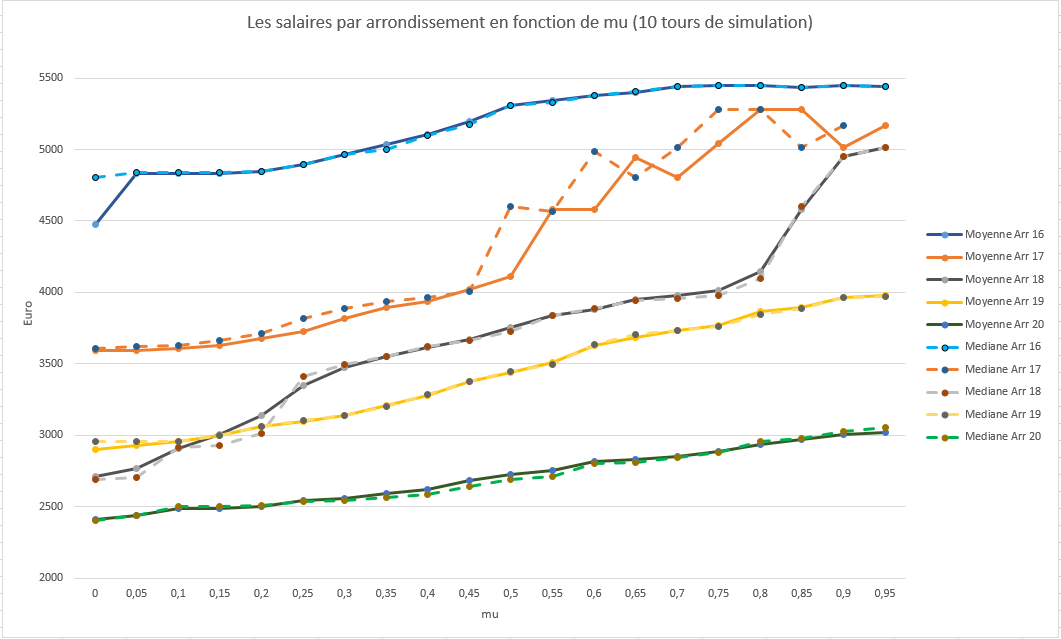 Les salaires par arrondissement en fonction de mu (10 tours de simulation)
5500
5000
4500
4000
3500
3000
2500
2000
Euro
0 0,05 0,1 0,15 0,2 0,25 0,3 0,35 0,4 0,45 0,5 0,55 0,6 0,65 0,7 0,75 0,8 0,85 0,9 0,95
mu
Moyenne Arr 16
Moyenne Arr 17
Moyenne Arr 18
Moyenne Arr 19
Moyenne Arr 20
Mediane Arr 16
Mediane Arr 17
Mediane Arr 18
Mediane Arr 19
Mediane Arr 20